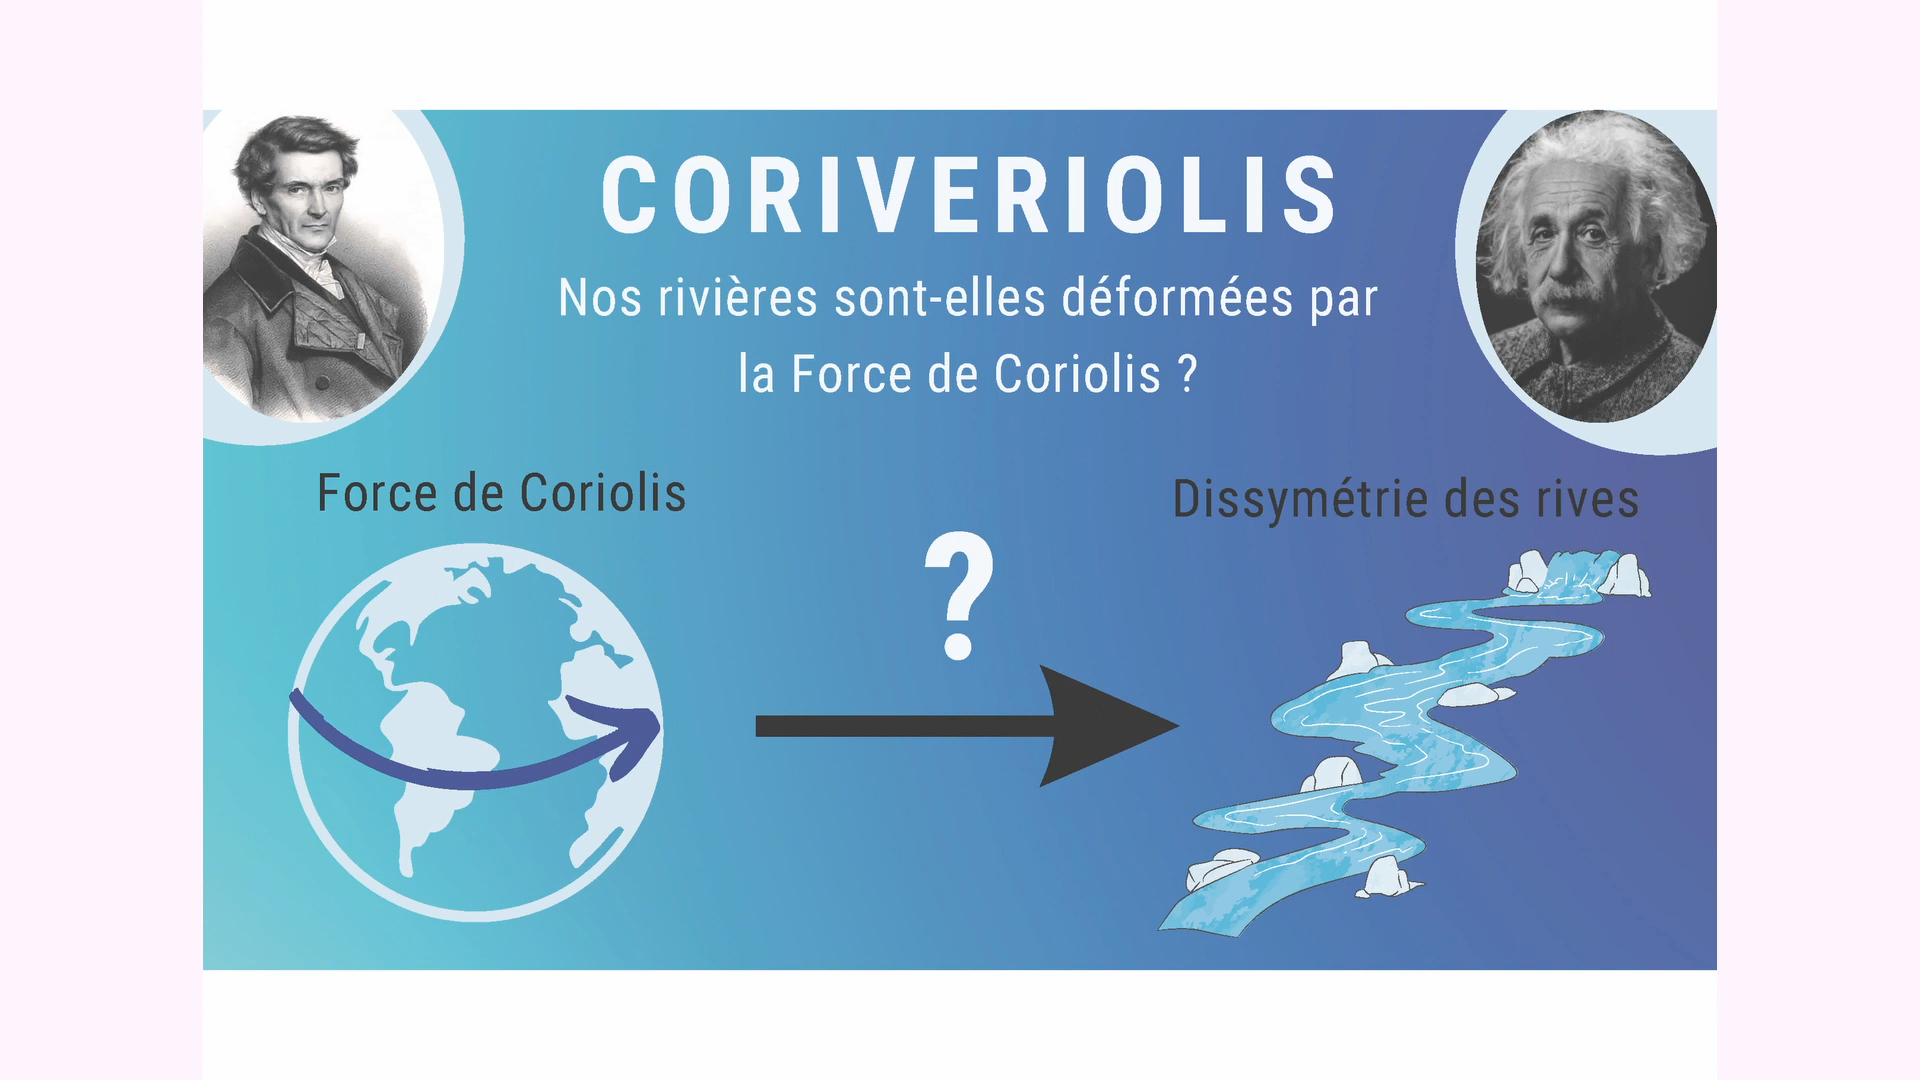 CORIVERIOLIS
Nos rivières sont-elles déformées par
la Force de Coriolis ?
Force de Coriolis
Dissymétrie des rives
?